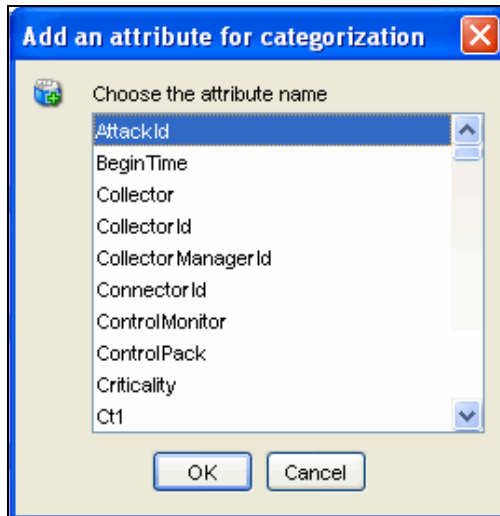 Add an attribute for categorization
Choose the attribute name
AttackId
BeginTime
Collector
CollectorId
CollectorManagerId
ConnectorId
ControlMonitor
ControlPack
Criticality
Ct1
OK Cancel